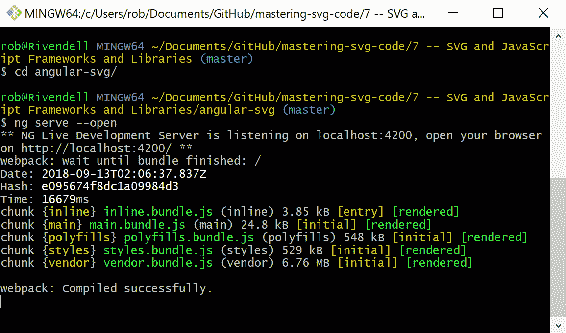 MINGW64:/c/Users/rob/Documents/GitHub/mastering-svg-code/7 -- SVG a...
rob@Rivendell MINGW64 ~/Documents/GitHub/mastering-svg-code/7 -- SVG and JavaScr
ipt Frameworks and Libraries (master)
$ cd angular-svg/
rob@Rivendell MINGW64 ~/Documents/GitHub/mastering-svg-code/7 -- SVG and JavaScr
ipt Frameworks and Libraries/angular-svg (master)
$ ng serve --open
** NG Live Development Server is listening on localhost:4200, open your browser
on http://localhost:4200/ **
webpack: wait until bundle finished: /
Date: 2018-09-13T02:06:37.837Z
Hash: e095674f8dc1a09984d3
Time: 16679ms
chunk {inline} inline.bundle.js (inline) 3.85 kB [entry] [rendered]
chunk {main} main.bundle.js (main) 24.8 kB [initial] [rendered]
chunk {polyfills} polyfills.bundle.js (polyfills) 548 kB [initial] [rendered]
chunk {styles} styles.bundle.js (styles) 529 kB [initial] [rendered]
chunk {vendor} vendor.bundle.js (vendor) 6.76 MB [initial] [rendered]
webpack: Compiled successfully.